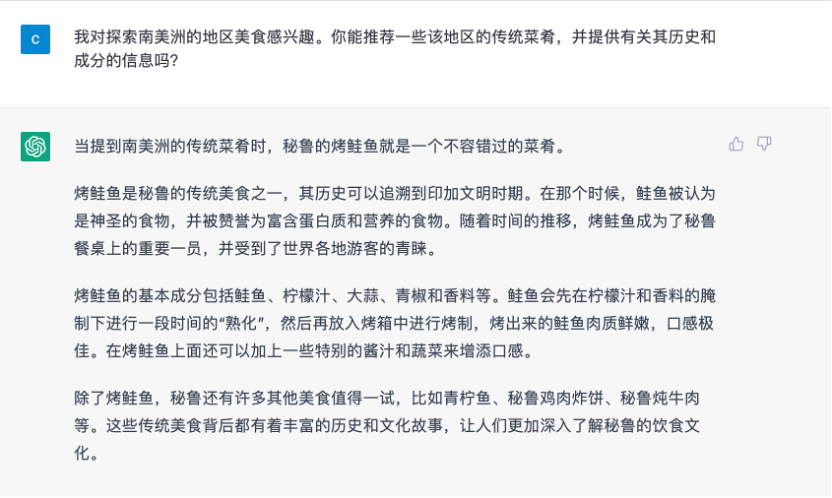 C
我对探索南美洲的地区美食感兴趣。你能推荐一些该地区的传统菜肴，并提供有关其历史和
成分的信息吗?
当提到南美洲的传统菜肴时，秘鲁的烤鲑鱼就是一个不容错过的菜肴。
烤鲑鱼是秘鲁的传统美食之一，其历史可以追溯到印加文明时期。在那个时候，鲑鱼被认为
是神圣的食物，并被赞誉为富含蛋白质和营养的食物。随着时间的推移，烤鲑鱼成为了秘鲁
餐桌上的重要一员，并受到了世界各地游客的青睐。
烤鲑鱼的基本成分包括鲑鱼、柠檬汁、大蒜、青椒和香料等。鲑鱼会先在柠檬汁和香料的腌
制下进行一段时间的“熟化”，然后再放入烤箱中进行烤制，烤出来的鲑鱼肉质鲜嫩，口感极
佳。在烤鲑鱼上面还可以加上一些特别的酱汁和蔬菜来增添口感。
除了烤鲑鱼，秘鲁还有许多其他美食值得一试，比如青柠鱼、秘鲁鸡肉炸饼、秘鲁炖牛肉
等。这些传统美食背后都有着丰富的历史和文化故事，让人们更加深入了解秘鲁的饮食文
化。